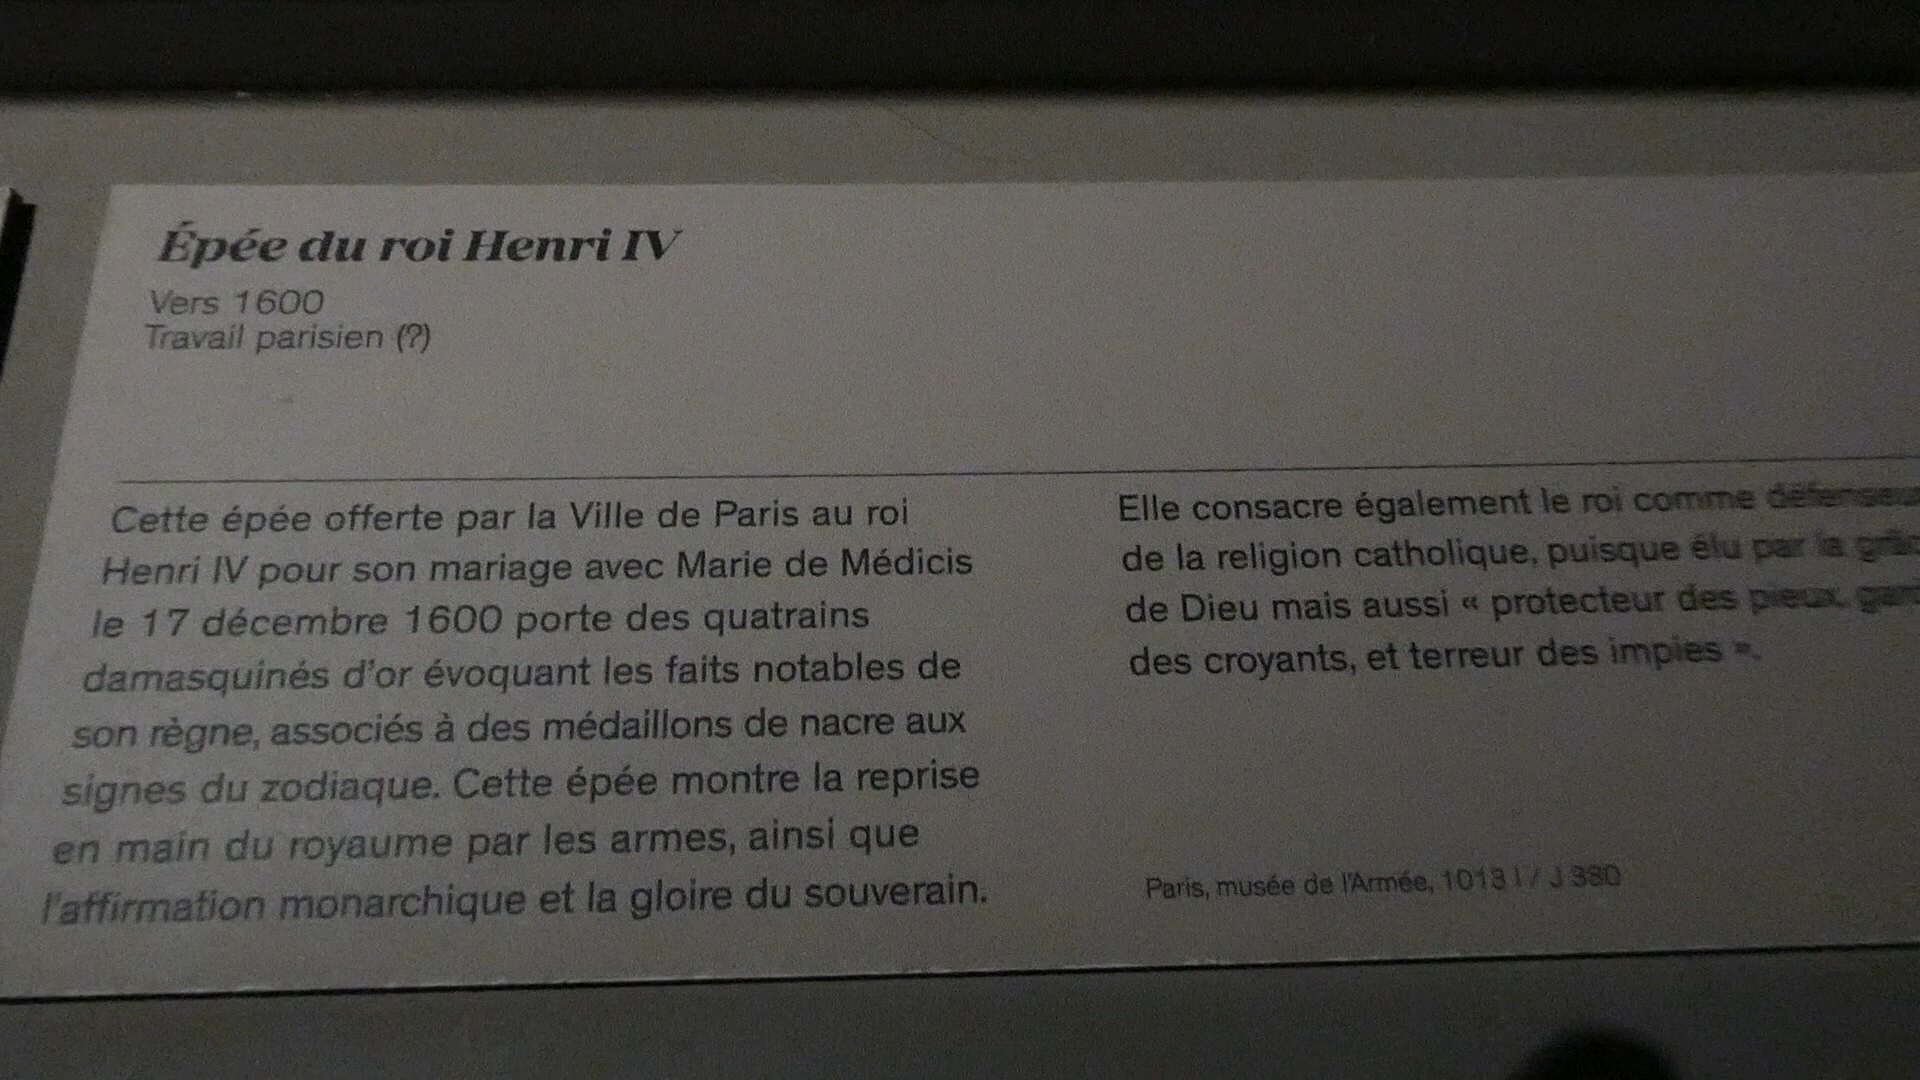 Épée du roi Henri IV
Vers 1600
Travail parisien (?)
Cette épée offerte par la Ville de Paris au roi
Henri IV pour son mariage avec Marie de Médicis
le 17 décembre 1600 porte des quatrains
damasquinés d'or évoquant les faits notables de
son règne, associés à des médaillons de nacre aux
signes du zodiaque. Cette épée montre la reprise
en main du royaume par les armes, ainsi que
l'affirmation monarchique et la gloire du souverain.
Elle consacre également le roi comme
de la religion catholique, puisque élu par la
de Dieu mais aussi « protecteur des pieux,
des croyants, et terreur des impies ».
Paris, musée de l'Armée, 1013 I / J 380